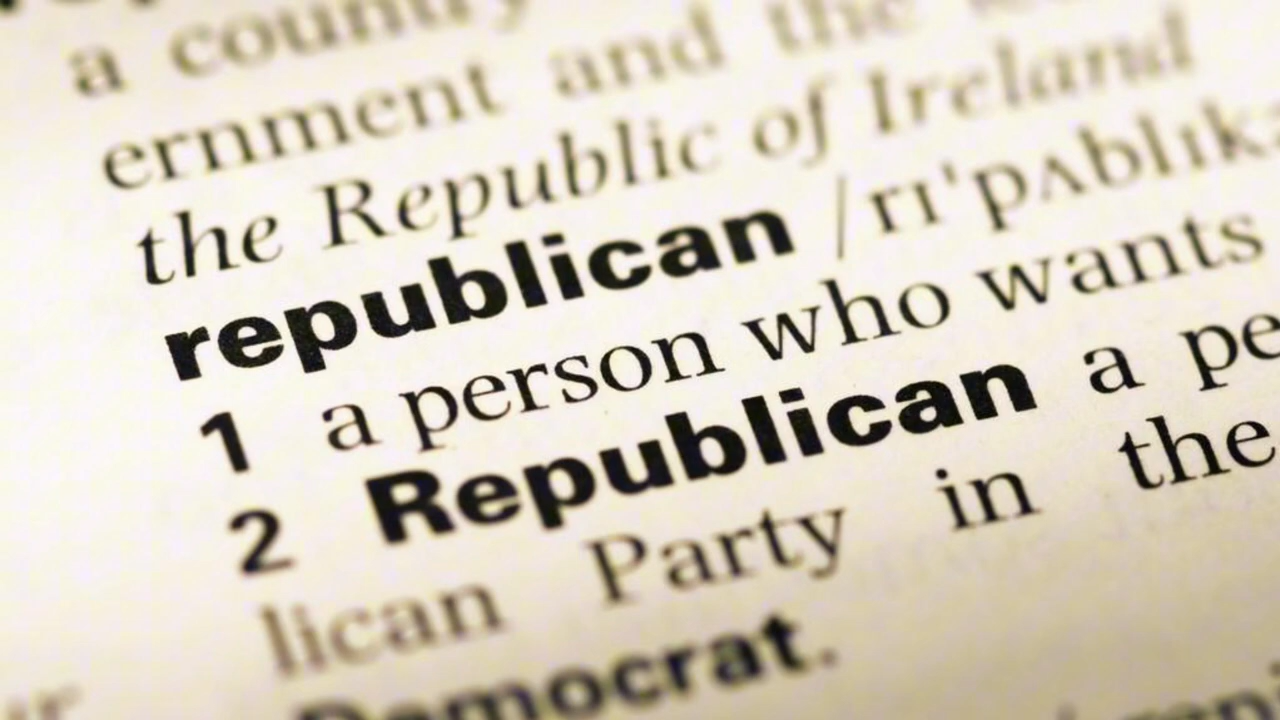 a country
ernment and the
the Republic of Ireland
republican /rɪˈpʌblɪk
1 a person who wants
2 Republican a pe
lican Party in the
Democrat.